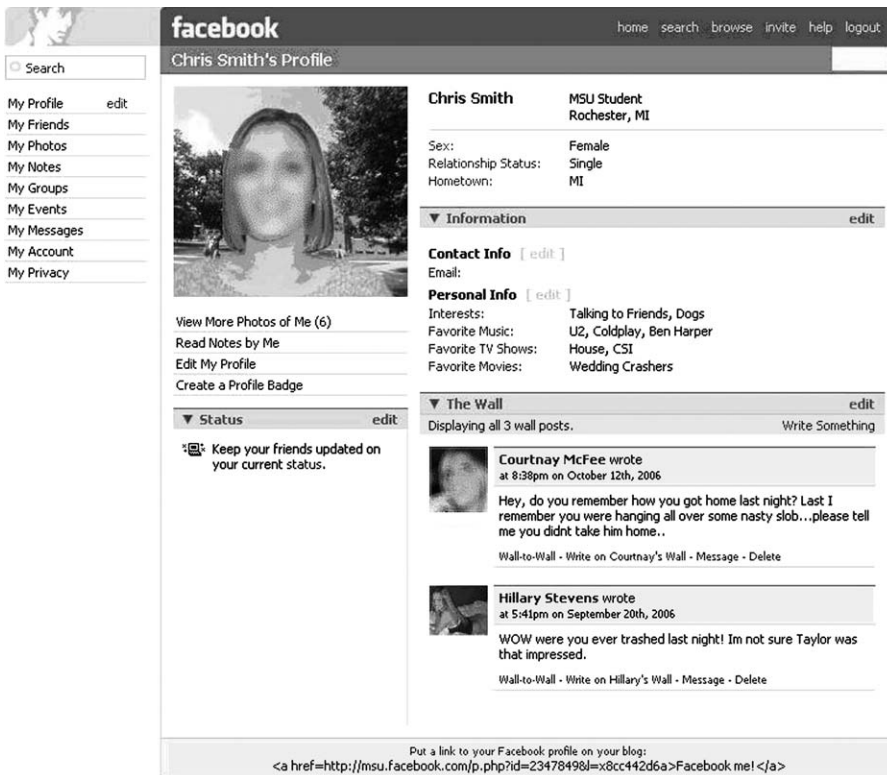 facebook
home search browse invite help logout
Chris Smith's Profile
Search
My Profile edit
My Friends
My Photos
My Notes
My Groups
My Events
My Messages
My Account
My Privacy
View More Photos of Me (6)
Read Notes by Me
Edit My Profile
Create a Profile Badge
▼ Status edit
Keep your friends updated on
your current status.
Chris Smith MSU Student
Rochester, MI
Sex: Female
Relationship Status: Single
Hometown: MI
▼ Information edit
Contact Info [ edit ]
Email:
Personal Info [ edit ]
Interests: Talking to Friends, Dogs
Favorite Music: U2, Coldplay, Ben Harper
Favorite TV Shows: House, CSI
Favorite Movies: Wedding Crashers
▼ The Wall edit
Displaying all 3 wall posts. Write Something
Courtnay McFee wrote
at 8:38pm on October 12th, 2006
Hey, do you remember how you got home last night? Last I
remember you were hanging all over some nasty slob...please tell
me you didnt take him home..
Wall-to-Wall - Write on Courtnay's Wall - Message - Delete
Hillary Stevens wrote
at 5:41pm on September 20th, 2006
WOW were you ever trashed last night! Im not sure Taylor was
that impressed.
Wall-to-Wall - Write on Hillary's Wall - Message - Delete
Put a link to your Facebook profile on your blog:
<a href=http://msu.facebook.com/p.php?id=2347849&l=x8cc442d6a>Facebook me!</a>